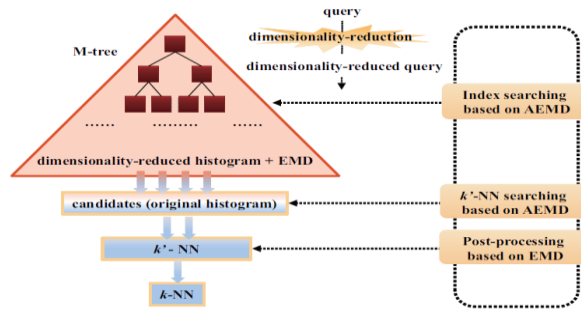 query
M-tree
dimensionality-reduction
dimensionality-reduced query
Index searching
based on AEMD
...... ...... ......
dimensionality-reduced histogram + EMD
candidates (original histogram)
k'-NN searching
based on AEMD
k' - NN
Post-processing
based on EMD
k-NN